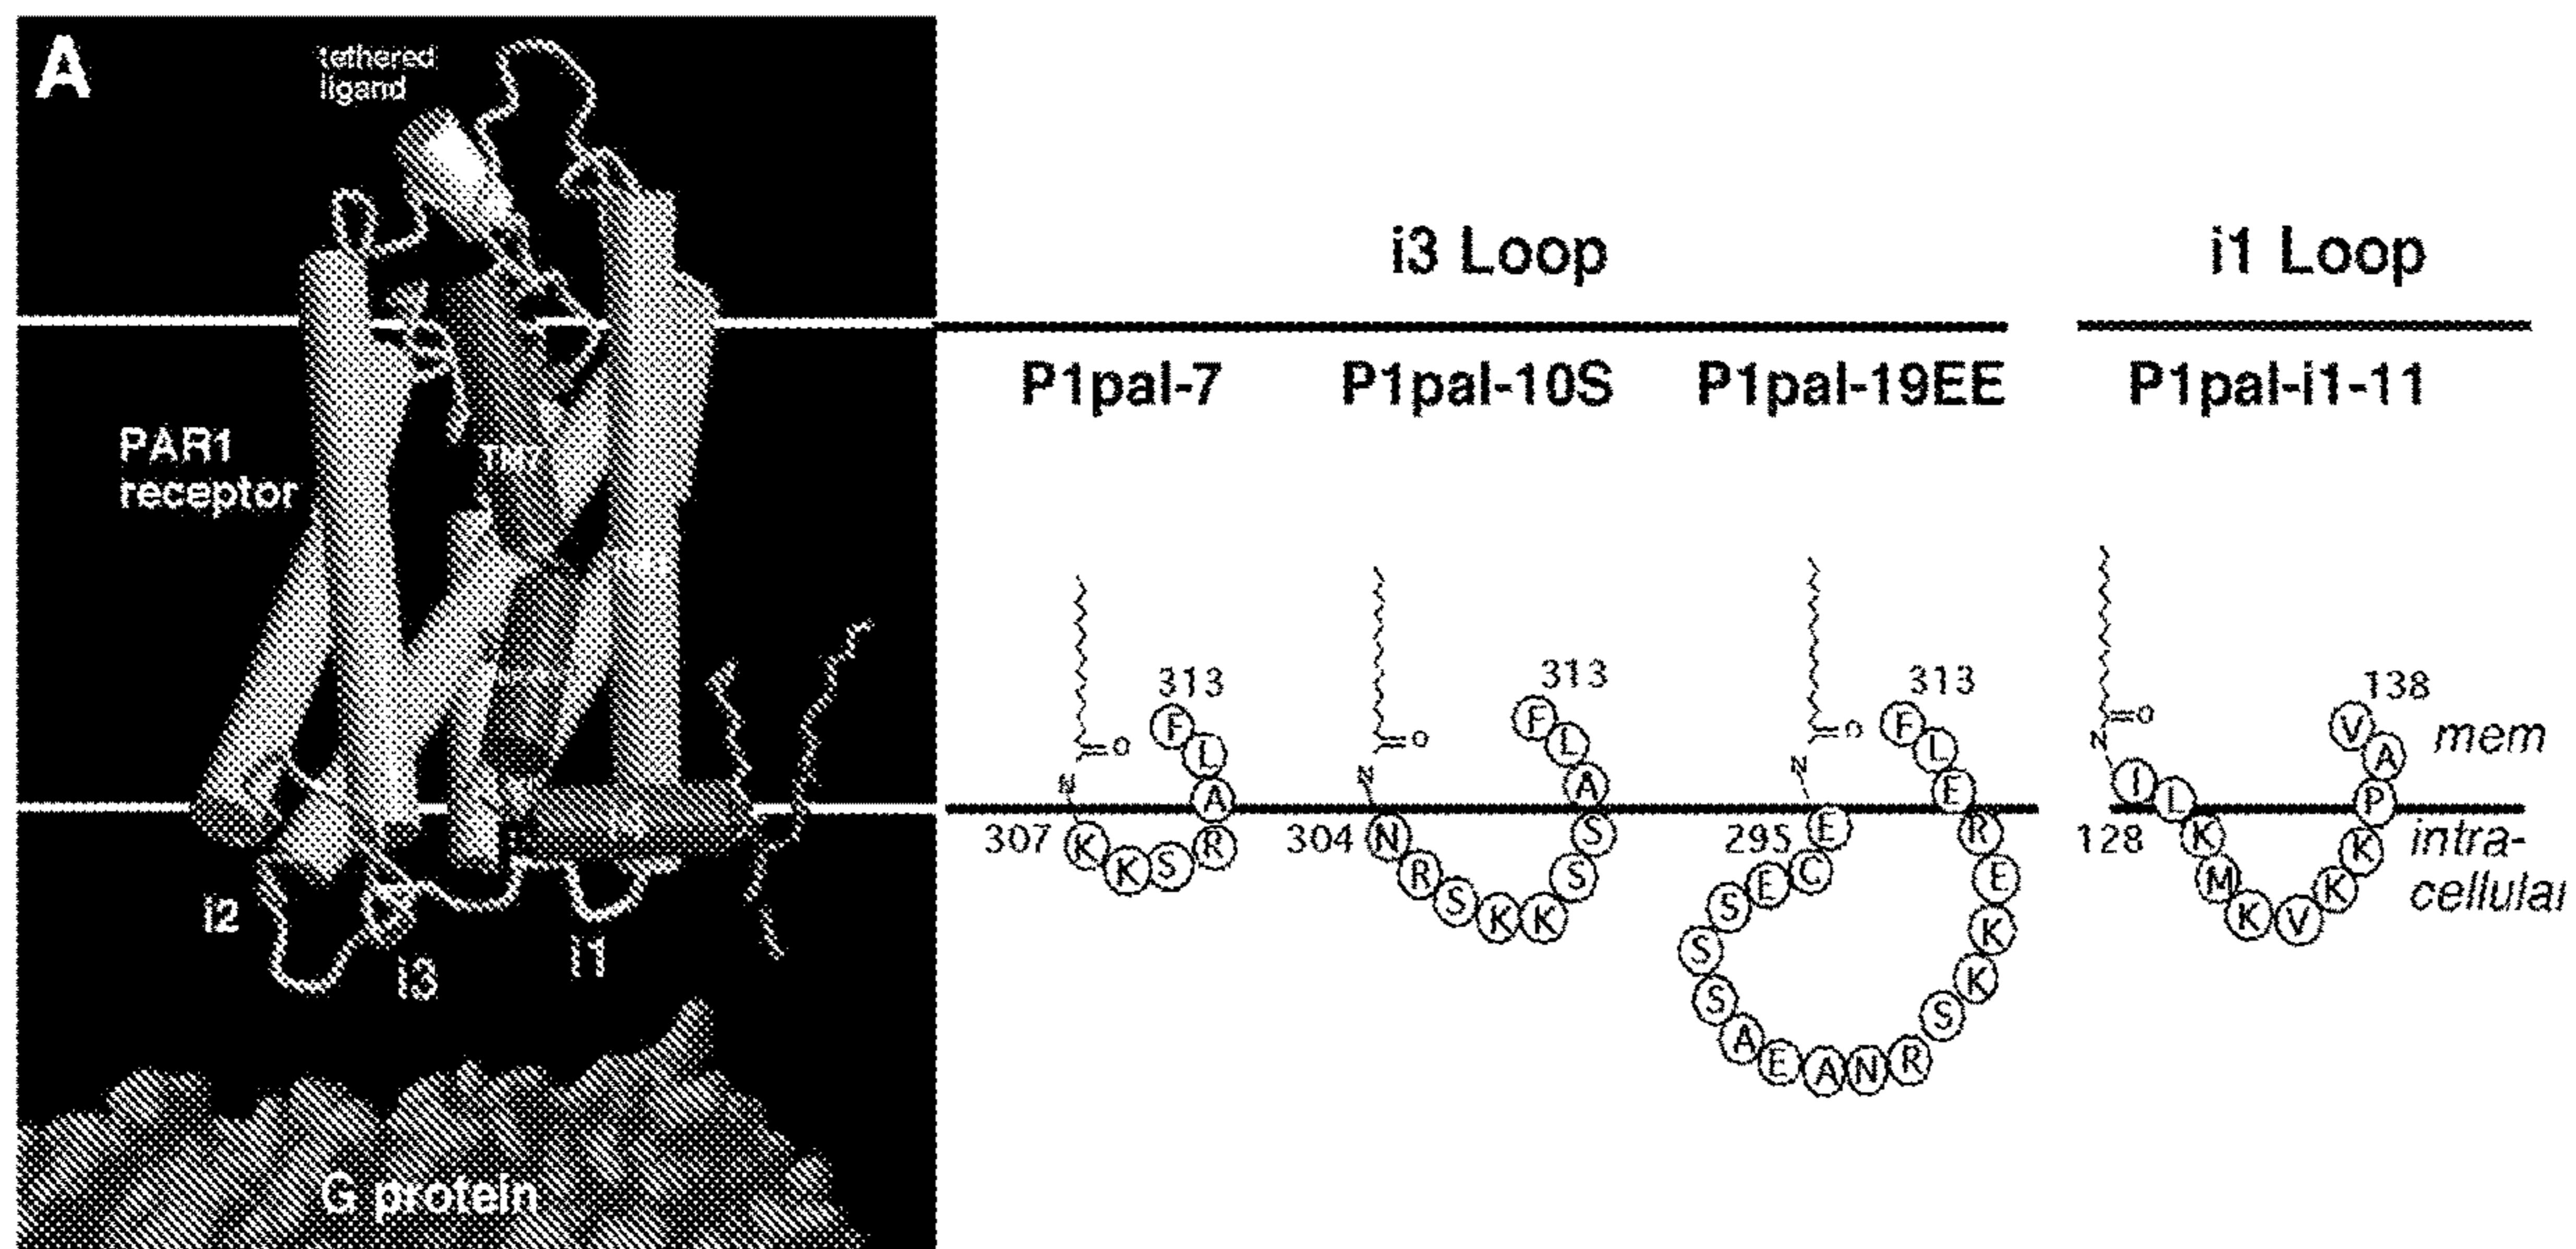 A
tethered
ligand
PAR1
receptor
TM7
i2
i3
i1
G protein
i3 Loop
i1 Loop
P1pal-7
P1pal-10S
P1pal-19EE
P1pal-i1-11
N
O
307
K K S R A L F
313
N
O
304
N R S K K S S A L F
313
N
O
295
E C E S S S A E A N R S K K E R E L F
313
N
O
128
I L K M K V K K P A V
138
mem
intra-
cellular